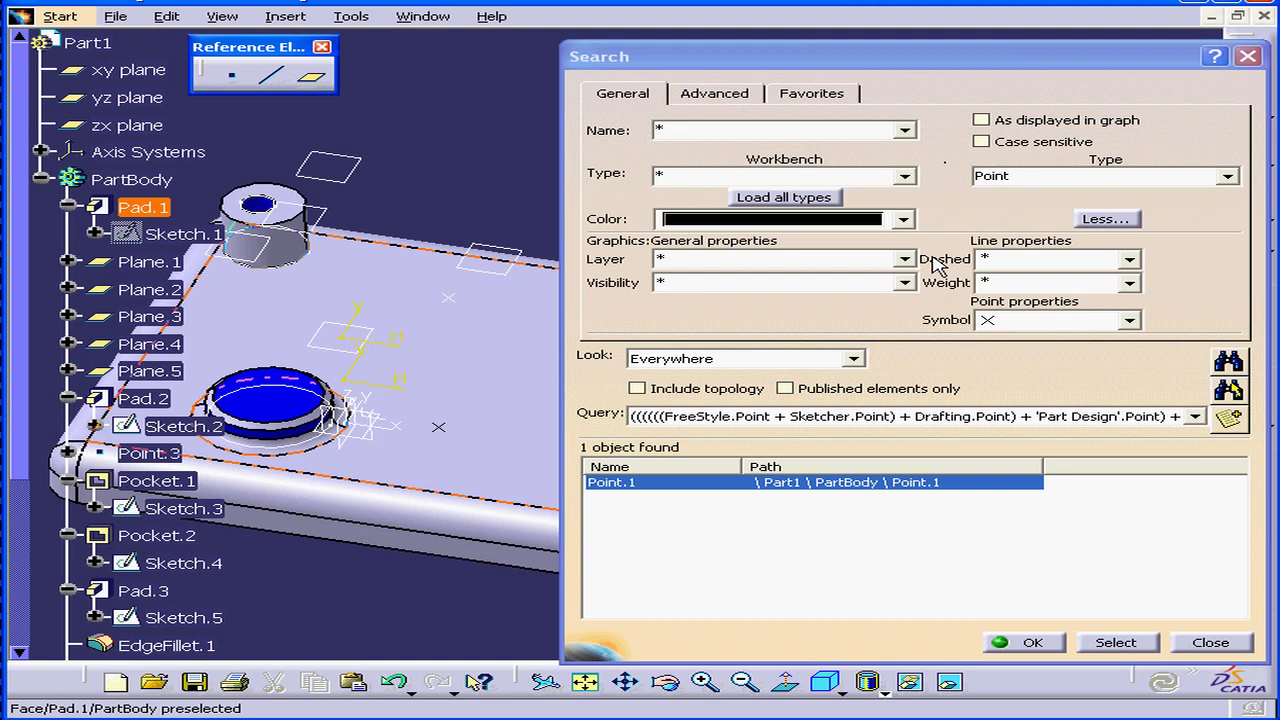 Start File Edit View Insert Tools Window Help
Reference El...
Part1
xy plane
yz plane
zx plane
Axis Systems
PartBody
Pad.1
Sketch.1
Plane.1
Plane.2
Plane.3
Plane.4
Plane.5
Pad.2
Sketch.2
Point.3
Pocket.1
Sketch.3
Pocket.2
Sketch.4
Pad.3
Sketch.5
EdgeFillet.1
Search
General Advanced Favorites
Name: *
As displayed in graph
Case sensitive
Workbench Type
Type: * Point
Load all types
Color: Less...
Graphics: General properties Line properties
Layer * Dashed *
Visibility * Weight *
Point properties
Symbol
Look: Everywhere
Include topology Published elements only
Query: ((((((FreeStyle.Point + Sketcher.Point) + Drafting.Point) + 'Part Design'.Point) +
1 object found
Name Path
Point.1 \ Part1 \ PartBody \ Point.1
OK Select Close
CATIA
Face/Pad.1/PartBody preselected